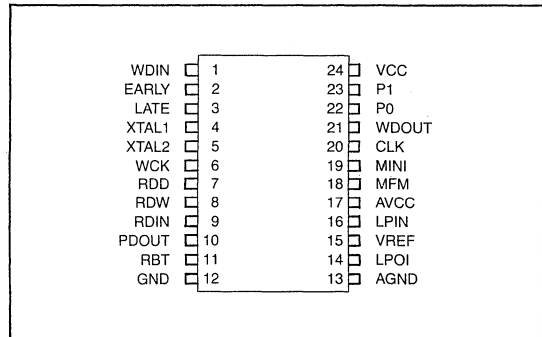 WDIN 1 24 VCC
EARLY 2 23 P1
LATE 3 22 P0
XTAL1 4 21 WDOUT
XTAL2 5 20 CLK
WCK 6 19 MINI
RDD 7 18 MFM
RDW 8 17 AVCC
RDIN 9 16 LPIN
PDOUT 10 15 VREF
RBT 11 14 LPOI
GND 12 13 AGND